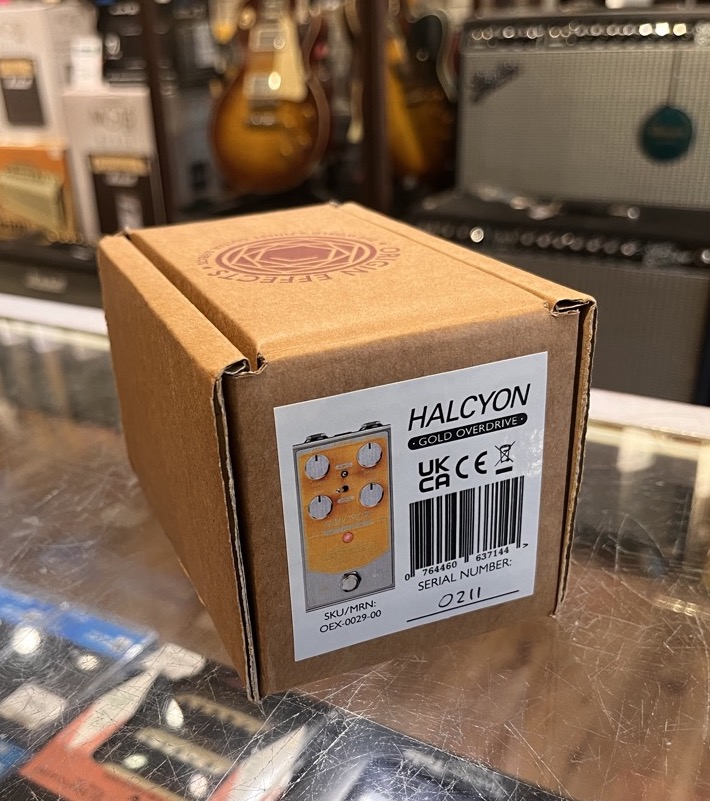 ORIGIN EFFECTS
HALCYON
· GOLD OVERDRIVE ·
UK
CA CE
0 764460 637144 >
SERIAL NUMBER:
0211
SKU/MRN:
OEX-0029-00
Fender